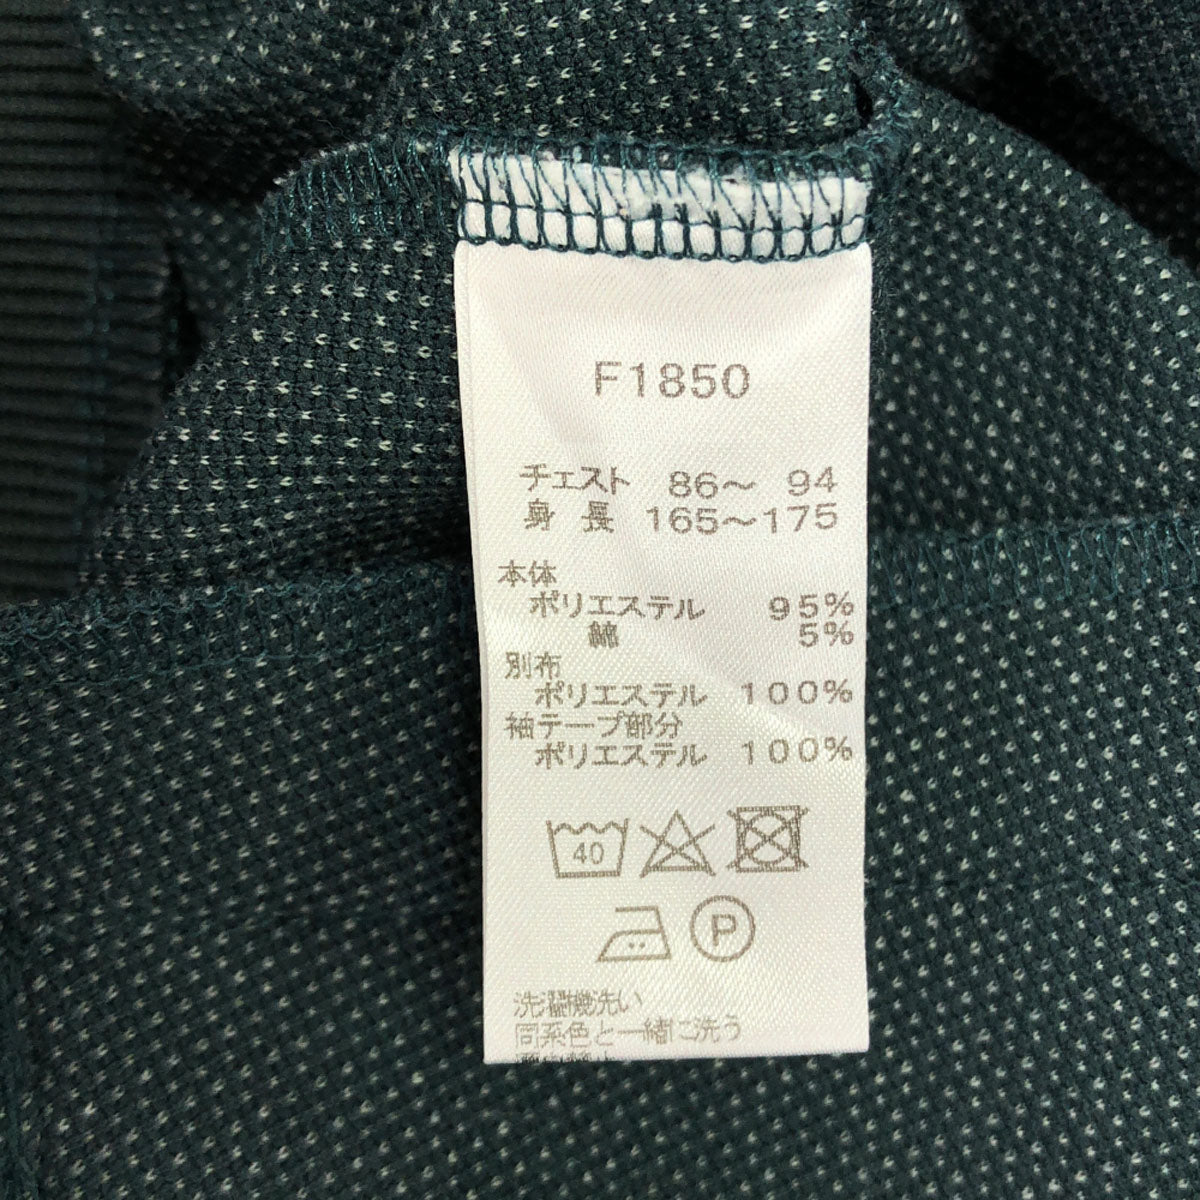 F1850
チェスト 86〜 94
身 長 165〜175
本体
ポリエステル 95%
綿 5%
別布
ポリエステル 100%
袖テープ部分
ポリエステル 100%
40
P
洗濯機洗い
同系色と一緒に洗う